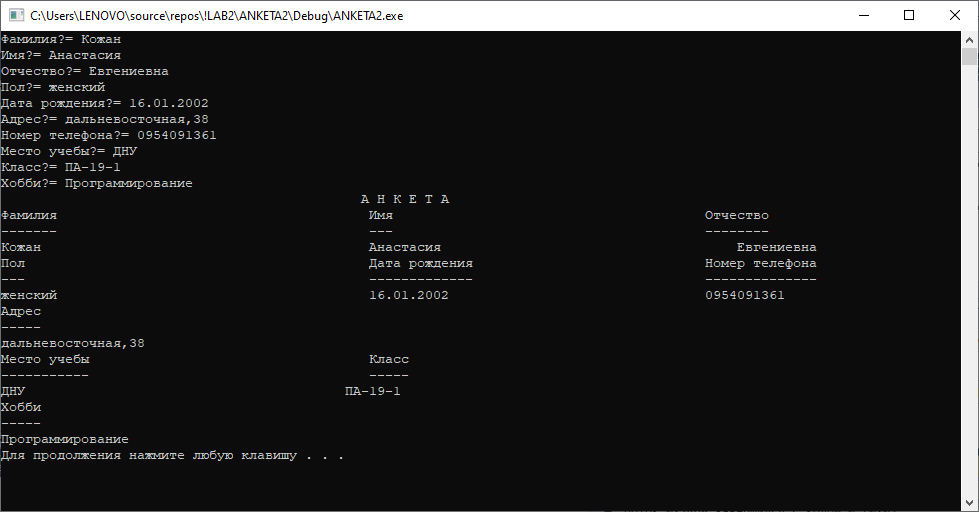 C:\Users\LENOVO\source\repos\!LAB2\ANKETA2\Debug\ANKETA2.exe
Фамилия?= Кожан
Имя?= Анастасия
Отчество?= Евгениевна
Пол?= женский
Дата рождения?= 16.01.2002
Адрес?= дальневосточная,38
Номер телефона?= 0954091361
Место учебы?= ДНУ
Класс?= ПА-19-1
Хобби?= Программирование
А Н К Е Т А
Фамилия Имя Отчество
------- --- --------
Кожан Анастасия Евгениевна
Пол Дата рождения Номер телефона
--- ------------- --------------
женский 16.01.2002 0954091361
Адрес
-----
дальневосточная,38
Место учебы Класс
----------- -----
ДНУ ПА-19-1
Хобби
-----
Программирование
Для продолжения нажмите любую клавишу . . .